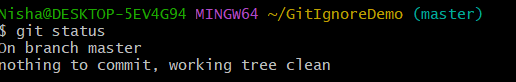 Nisha@DESKTOP-5EV4G94 MINGW64 ~/GitIgnoreDemo (master)
$ git status
On branch master
nothing to commit, working tree clean